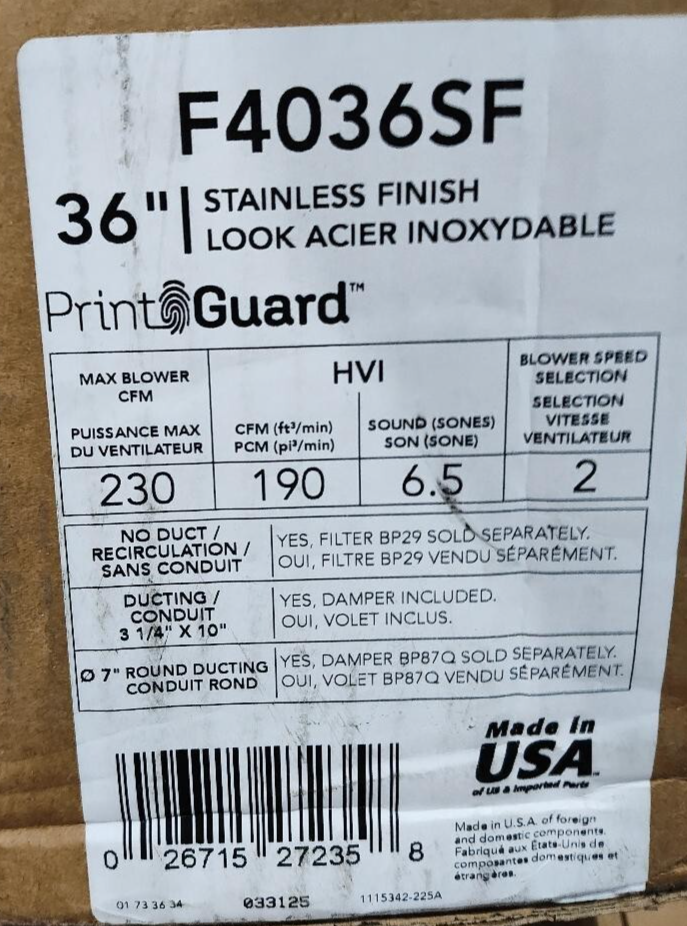 F4036SF
36" | STAINLESS FINISH
LOOK ACIER INOXYDABLE
PrintGuard™
MAX BLOWER
CFM
PUISSANCE MAX
DU VENTILATEUR
HVI
CFM (ft³/min)
PCM (pi³/min)
SOUND (SONES)
SON (SONE)
BLOWER SPEED
SELECTION
SELECTION
VITESSE
VENTILATEUR
230 190 6.5 2
NO DUCT /
RECIRCULATION /
SANS CONDUIT
YES, FILTER BP29 SOLD SEPARATELY.
OUI, FILTRE BP29 VENDU SÉPARÉMENT.
DUCTING /
CONDUIT
3 1/4" X 10"
YES, DAMPER INCLUDED.
OUI, VOLET INCLUS.
Ø 7" ROUND DUCTING
CONDUIT ROND
YES, DAMPER BP87Q SOLD SEPARATELY.
OUI, VOLET BP87Q VENDU SÉPARÉMENT.
Made in
USA
of US & Imported Parts
Made in U.S.A. of foreign
and domestic components.
Fabriqué aux États-Unis de
composantes domestiques et
étrangères.
0 26715 27235 8
01 73 36 34 033125 1115342-225A